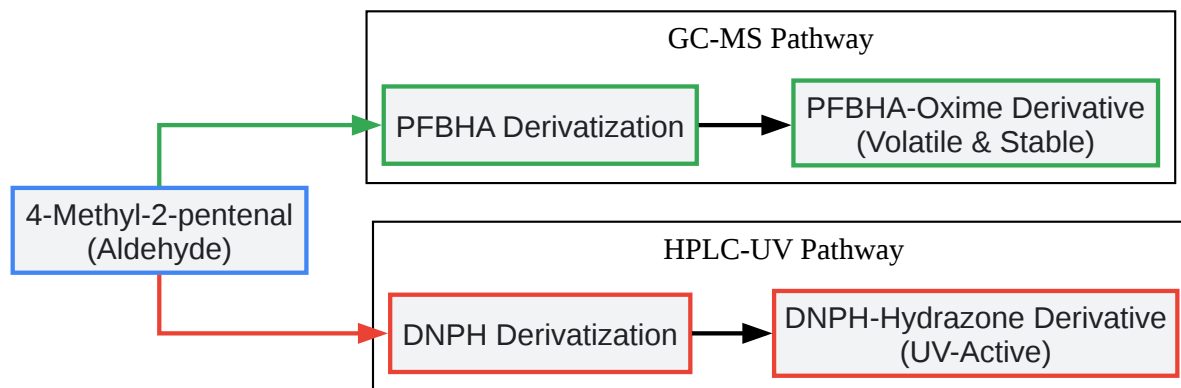 GC-MS Pathway
PFBHA Derivatization
PFBHA-Oxime Derivative
(Volatile & Stable)
4-Methyl-2-pentenal
(Aldehyde)
HPLC-UV Pathway
DNPH Derivatization
DNPH-Hydrazone Derivative
(UV-Active)